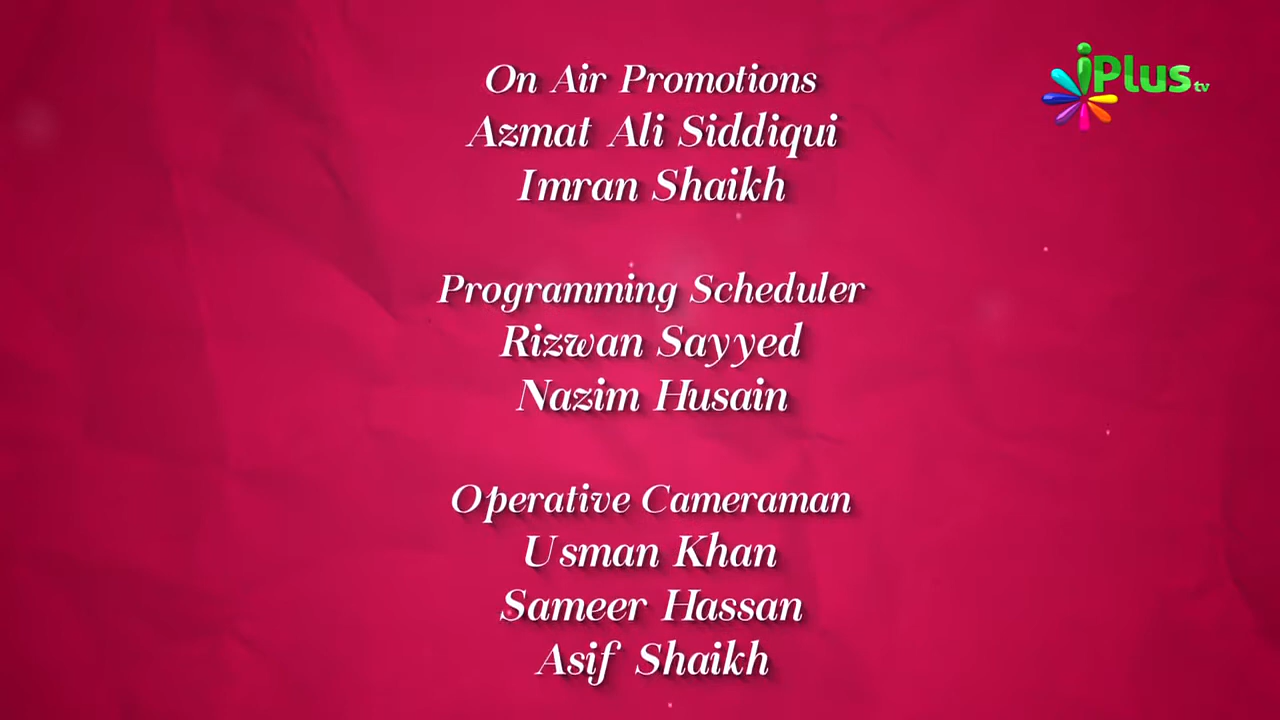 On Air Promotions
Azmat Ali Siddiqui
Imran Shaikh
Programming Scheduler
Rizwan Sayyed
Nazim Husain
Operative Cameraman
Usman Khan
Sameer Hassan
Asif Shaikh
iPlus tv